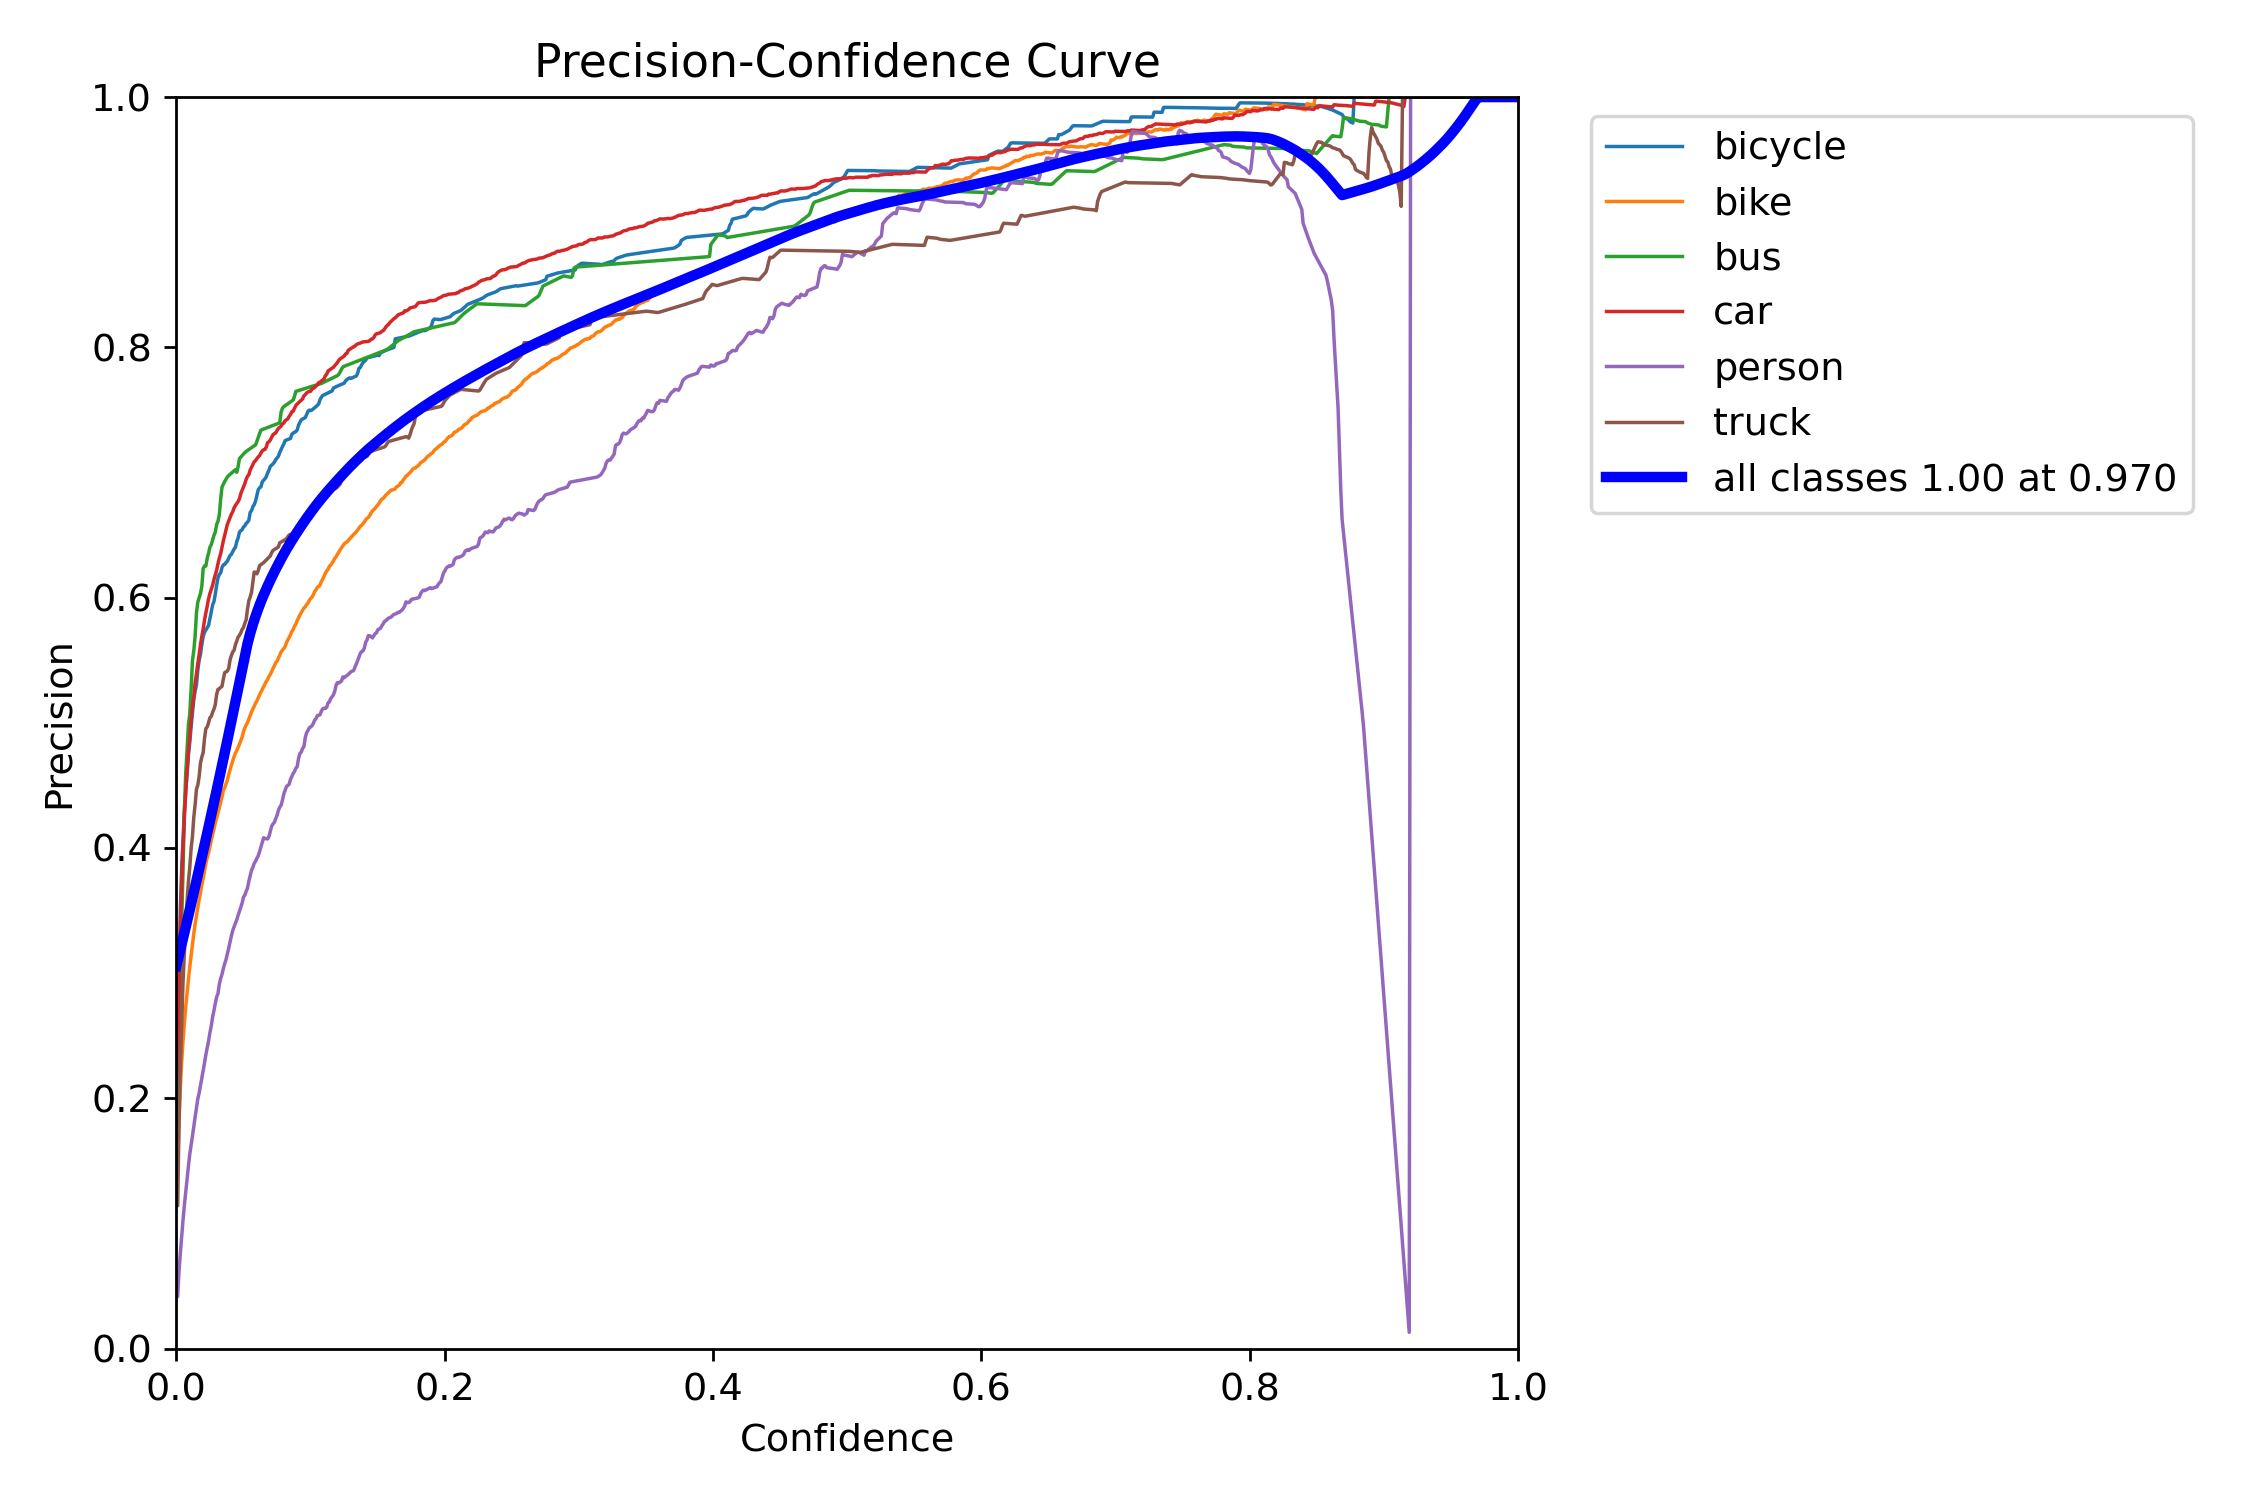 Precision-Confidence Curve
1.0
0.8
0.6
0.4
0.2
0.0
Precision
0.0 0.2 0.4 0.6 0.8 1.0
Confidence
bicycle
bike
bus
car
person
truck
all classes 1.00 at 0.970